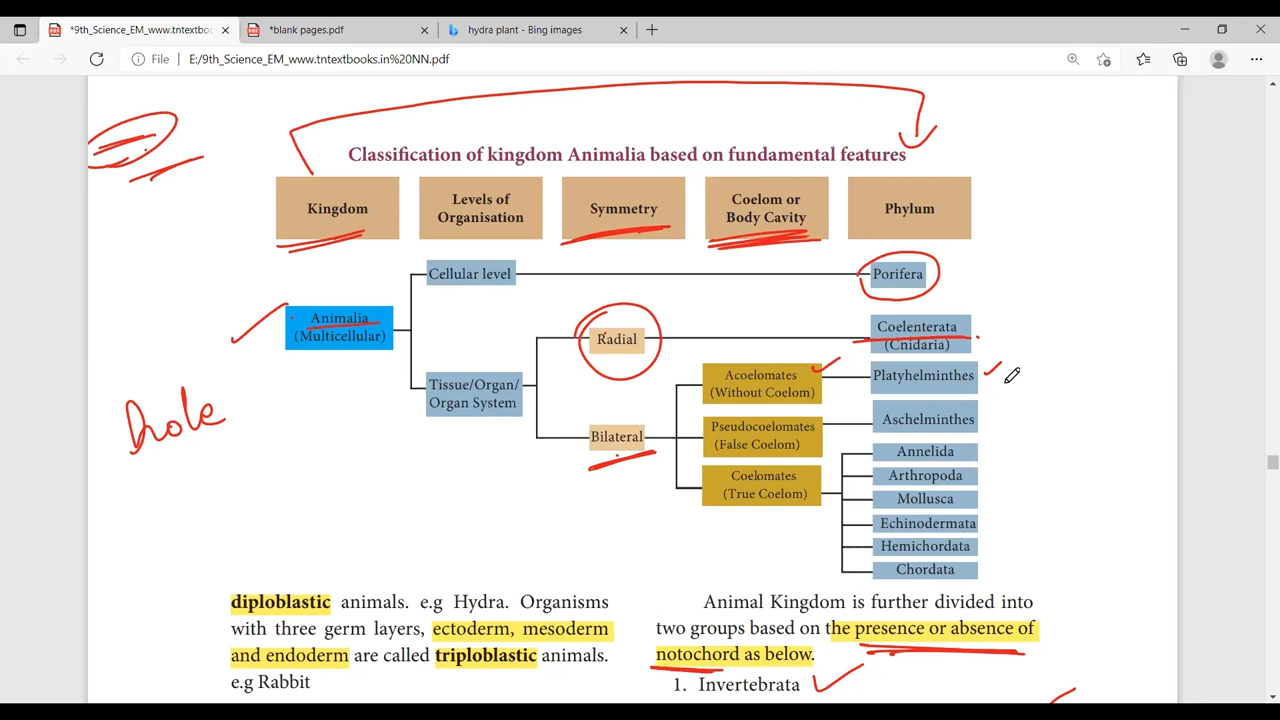 *9th_Science_EM_www.tntextboo
*blank pages.pdf
hydra plant - Bing images
File
E:/9th_Science_EM_www.tntextbooks.in%20NN.pdf
Classification of kingdom Animalia based on fundamental features
Kingdom
Levels of
Organisation
Symmetry
Coelom or
Body Cavity
Phylum
Cellular level
Porifera
Animalia
(Multicellular)
Radial
Coelenterata
(Cnidaria)
Tissue/Organ/
Organ System
Acoelomates
(Without Coelom)
Platyhelminthes
hole
Bilateral
Pseudocoelomates
(False Coelom)
Aschelminthes
Coelomates
(True Coelom)
Annelida
Arthropoda
Mollusca
Echinodermata
Hemichordata
Chordata
diploblastic animals. e.g Hydra. Organisms
with three germ layers, ectoderm, mesoderm
and endoderm are called triploblastic animals.
e.g Rabbit
Animal Kingdom is further divided into
two groups based on the presence or absence of
notochord as below.
1. Invertebrata